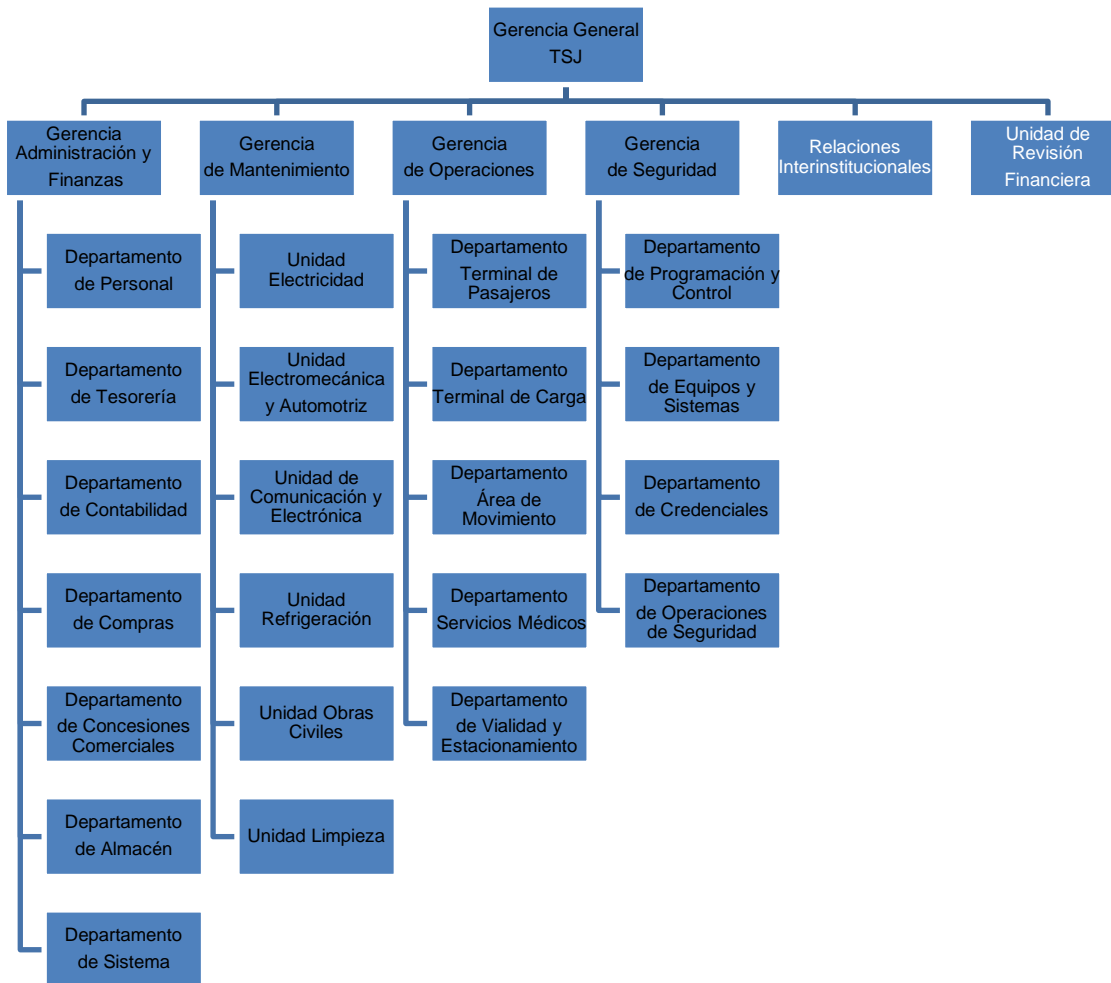 Gerencia General
TSJ
Gerencia
Administración y
Finanzas
Gerencia
de Mantenimiento
Gerencia
de Operaciones
Gerencia
de Seguridad
Relaciones
Interinstitucionales
Unidad de
Revisión
Financiera
Departamento
de Personal
Departamento
de Tesorería
Departamento
de Contabilidad
Departamento
de Compras
Departamento
de Concesiones
Comerciales
Departamento
de Almacén
Departamento
de Sistema
Unidad
Electricidad
Unidad
Electromecánica
y Automotriz
Unidad de
Comunicación y
Electrónica
Unidad
Refrigeración
Unidad Obras
Civiles
Unidad Limpieza
Departamento
Terminal de
Pasajeros
Departamento
Terminal de Carga
Departamento
Área de
Movimiento
Departamento
Servicios Médicos
Departamento
de Vialidad y
Estacionamiento
Departamento
de Programación y
Control
Departamento
de Equipos y
Sistemas
Departamento
de Credenciales
Departamento
de Operaciones
de Seguridad